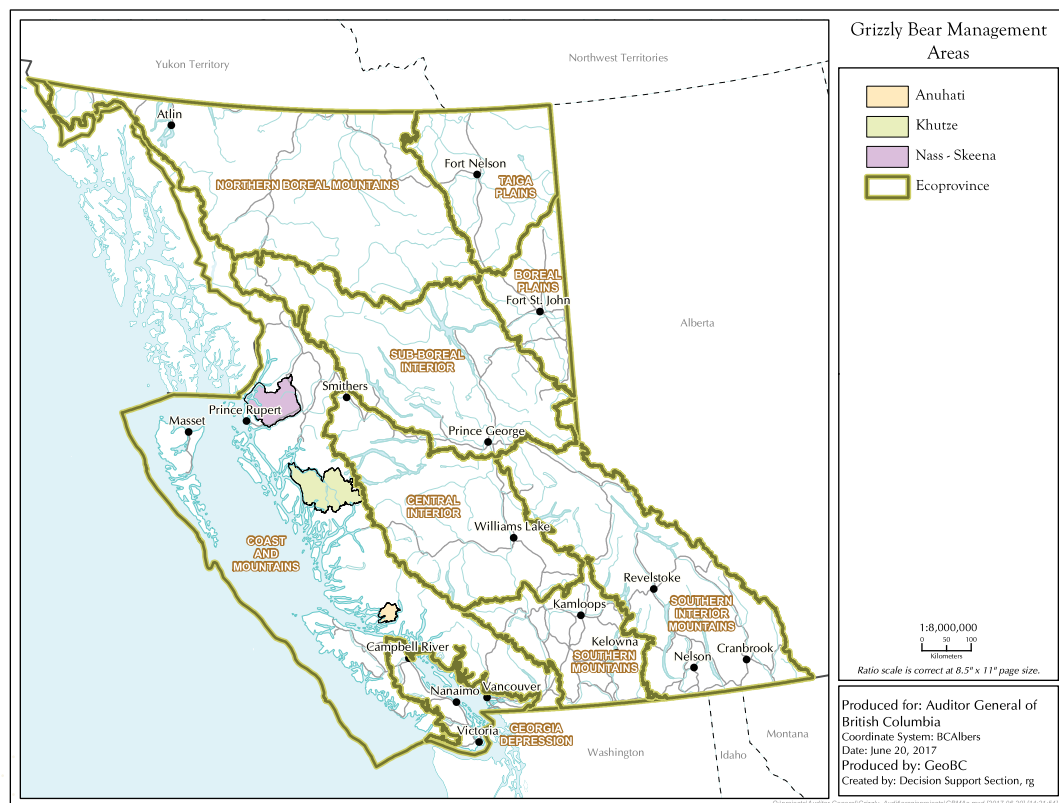 Grizzly Bear Management
Areas
Anuhati
Khutze
Nass - Skeena
Ecoprovince
Yukon Territory
Northwest Territories
Atlin
Fort Nelson
NORTHERN BOREAL MOUNTAINS
TAIGA
PLAINS
BOREAL
PLAINS
Fort St. John
Alberta
SUB-BOREAL
INTERIOR
Smithers
Prince Rupert
Masset
Prince George
CENTRAL
INTERIOR
Williams Lake
COAST
AND
MOUNTAINS
Revelstoke
Kamloops
SOUTHERN
INTERIOR
MOUNTAINS
Kelowna
SOUTHERN
MOUNTAINS
Cranbrook
Nelson
Campbell River
Nanaimo
Vancouver
Victoria
GEORGIA
DEPRESSION
Washington
Idaho
Montana
1:8,000,000
0 50 100
Kilometers
Ratio scale is correct at 8.5" x 11" page size.
Produced for: Auditor General of
British Columbia
Coordinate System: BCAlbers
Date: June 20, 2017
Produced by: GeoBC
Created by: Decision Support Section, rg